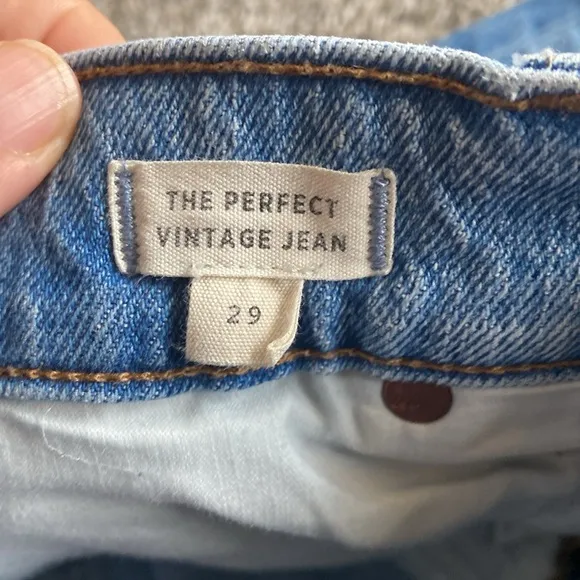 THE PERFECT
VINTAGE JEAN
29